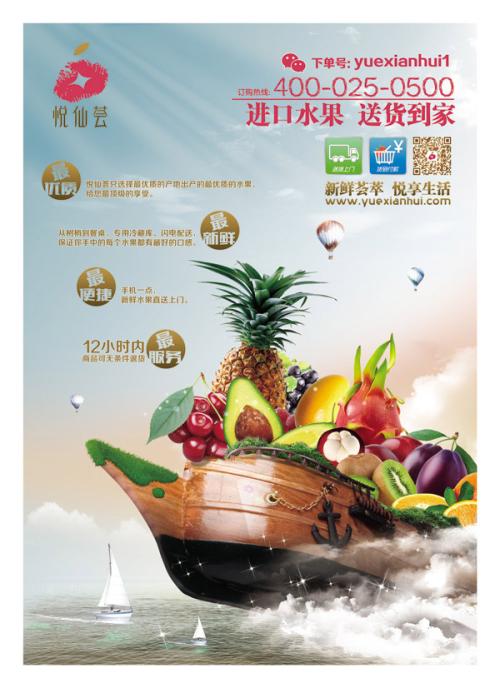 悦仙荟
下单号: yuexianhui1
订购热线: 400-025-0500
进口水果 送货到家
送货上门
货到付款
新鲜荟萃 悦享生活
www.yuexianhui.com
最优质
悦仙荟只选择最优质的产地出产的最优质的水果,
给您最顶级的享受。
从树梢到餐桌、专用冷藏库、闪电配送,
保证你手中的每个水果都有最好的口感。
最新鲜
最便捷
手机一点,
新鲜水果直送上门。
12小时内
商品可无条件退货
最服务